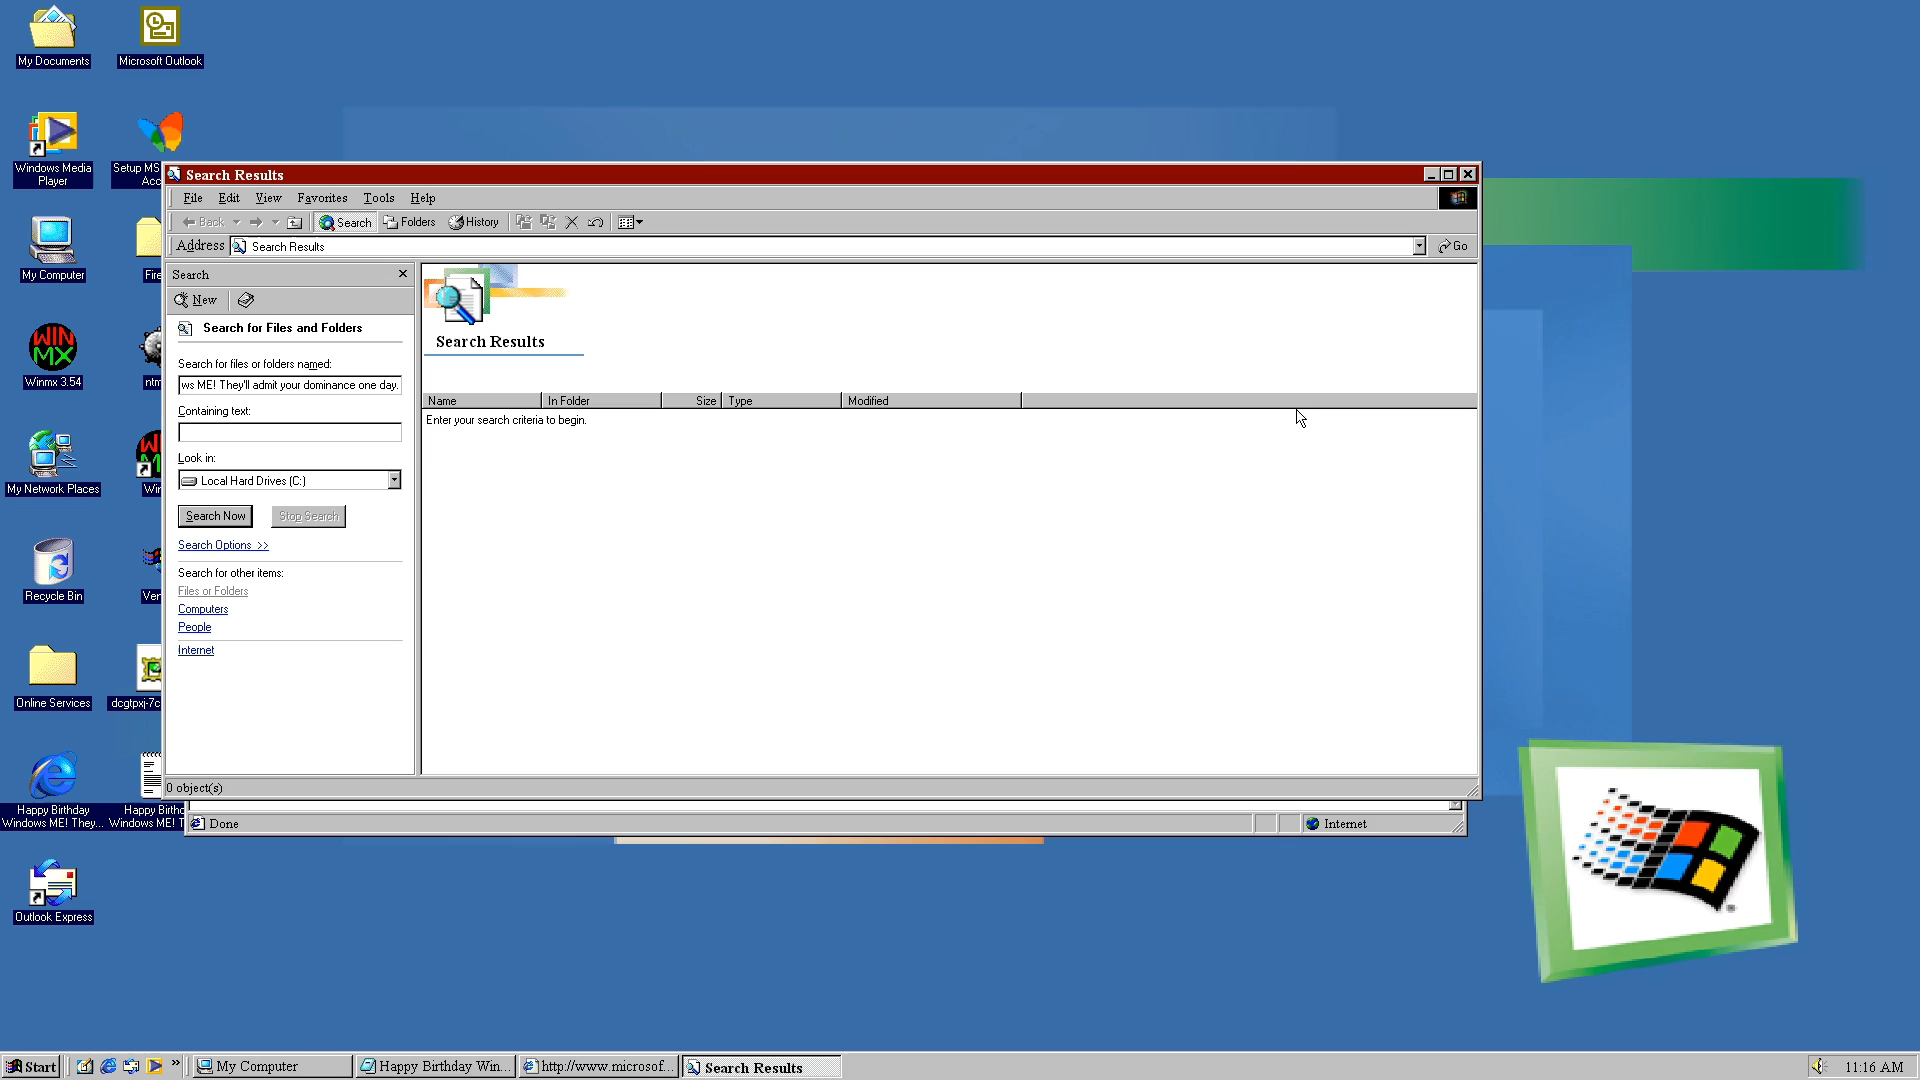 My Documents
Microsoft Outlook
Windows Media
Player
Setup MS
Acc
My Computer
Fire
WIN
MX
Winmx 3.54
ntm
My Network Places
Win
Recycle Bin
Ver
Online Services
dcgtpxj-7c
Happy Birthday
Windows ME! They...
Happy Birthd
Windows ME! T
Outlook Express
Search Results
File Edit View Favorites Tools Help
Back Search Folders History
Address Search Results Go
Search
New
Search for Files and Folders
Search for files or folders named:
ws ME! They'll admit your dominance one day.
Containing text:
Look in:
Local Hard Drives (C:)
Search Now Stop Search
Search Options >>
Search for other items:
Files or Folders
Computers
People
Internet
Search Results
Name In Folder Size Type Modified
Enter your search criteria to begin.
0 object(s)
Done Internet
Start » My Computer Happy Birthday Win... http://www.microsof... Search Results 11:16 AM